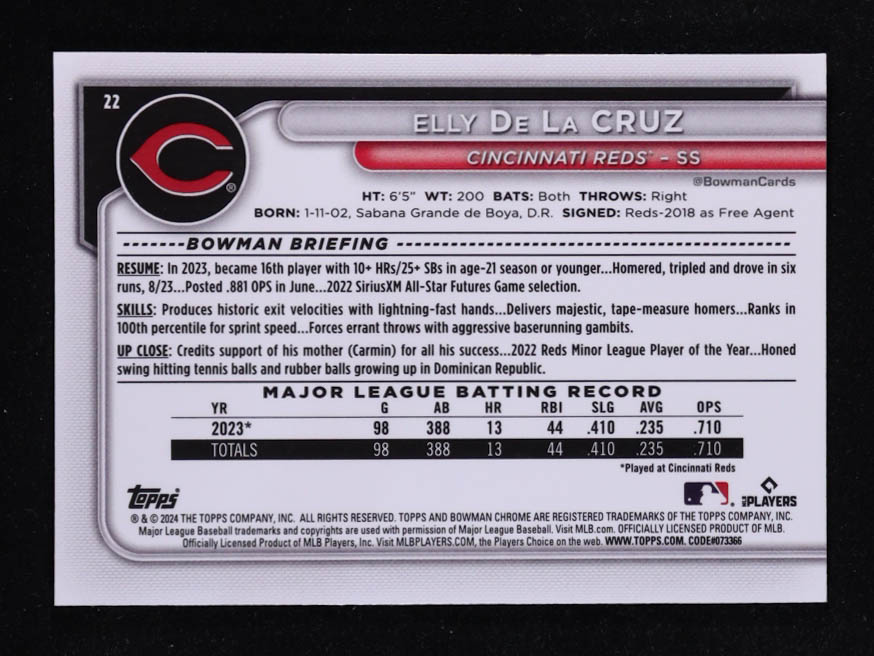 22
ELLY DE LA CRUZ
CINCINNATI REDS™ - SS
@BowmanCards
HT: 6'5" WT: 200 BATS: Both THROWS: Right
BORN: 1-11-02, Sabana Grande de Boya, D.R. SIGNED: Reds-2018 as Free Agent
-------BOWMAN BRIEFING
RESUME: In 2023, became 16th player with 10+ HRs/25+ SBs in age-21 season or younger...Homered, tripled and drove in six
runs, 8/23...Posted .881 OPS in June...2022 SiriusXM All-Star Futures Game selection.
SKILLS: Produces historic exit velocities with lightning-fast hands...Delivers majestic, tape-measure homers...Ranks in
100th percentile for sprint speed...Forces errant throws with aggressive baserunning gambits.
UP CLOSE: Credits support of his mother (Carmin) for all his success...2022 Reds Minor League Player of the Year...Honed
swing hitting tennis balls and rubber balls growing up in Dominican Republic.
MAJOR LEAGUE BATTING RECORD
YR G AB HR RBI SLG AVG OPS
2023* 98 388 13 44 .410 .235 .710
TOTALS 98 388 13 44 .410 .235 .710
*Played at Cincinnati Reds
topps® PLAYERS
® & © 2024 THE TOPPS COMPANY, INC. ALL RIGHTS RESERVED. TOPPS AND BOWMAN CHROME ARE REGISTERED TRADEMARKS OF THE TOPPS COMPANY, INC.
Major League Baseball trademarks and copyrights are used with permission of Major League Baseball. Visit MLB.com. OFFICIALLY LICENSED PRODUCT OF MLB.
Officially Licensed Product of MLB Players, Inc. Visit MLBPLAYERS.COM, the Players Choice on the web. WWW.TOPPS.COM. CODE#073366